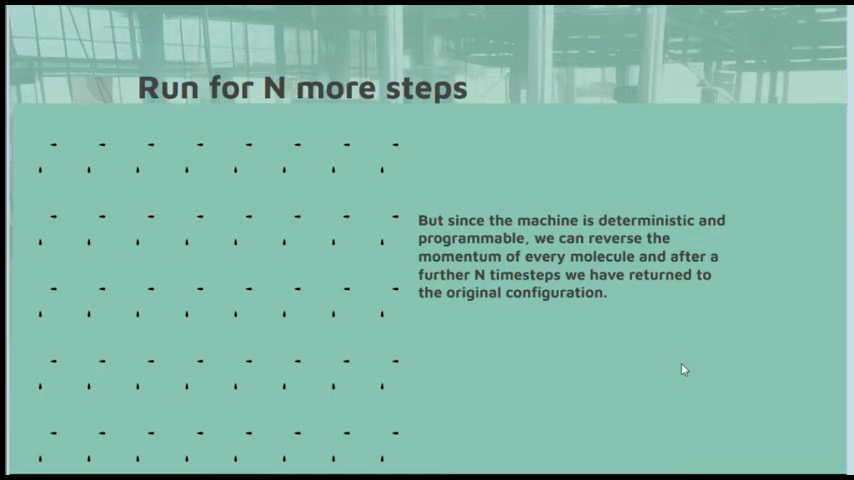 Run for N more steps
But since the machine is deterministic and
programmable, we can reverse the
momentum of every molecule and after a
further N timesteps we have returned to
the original configuration.